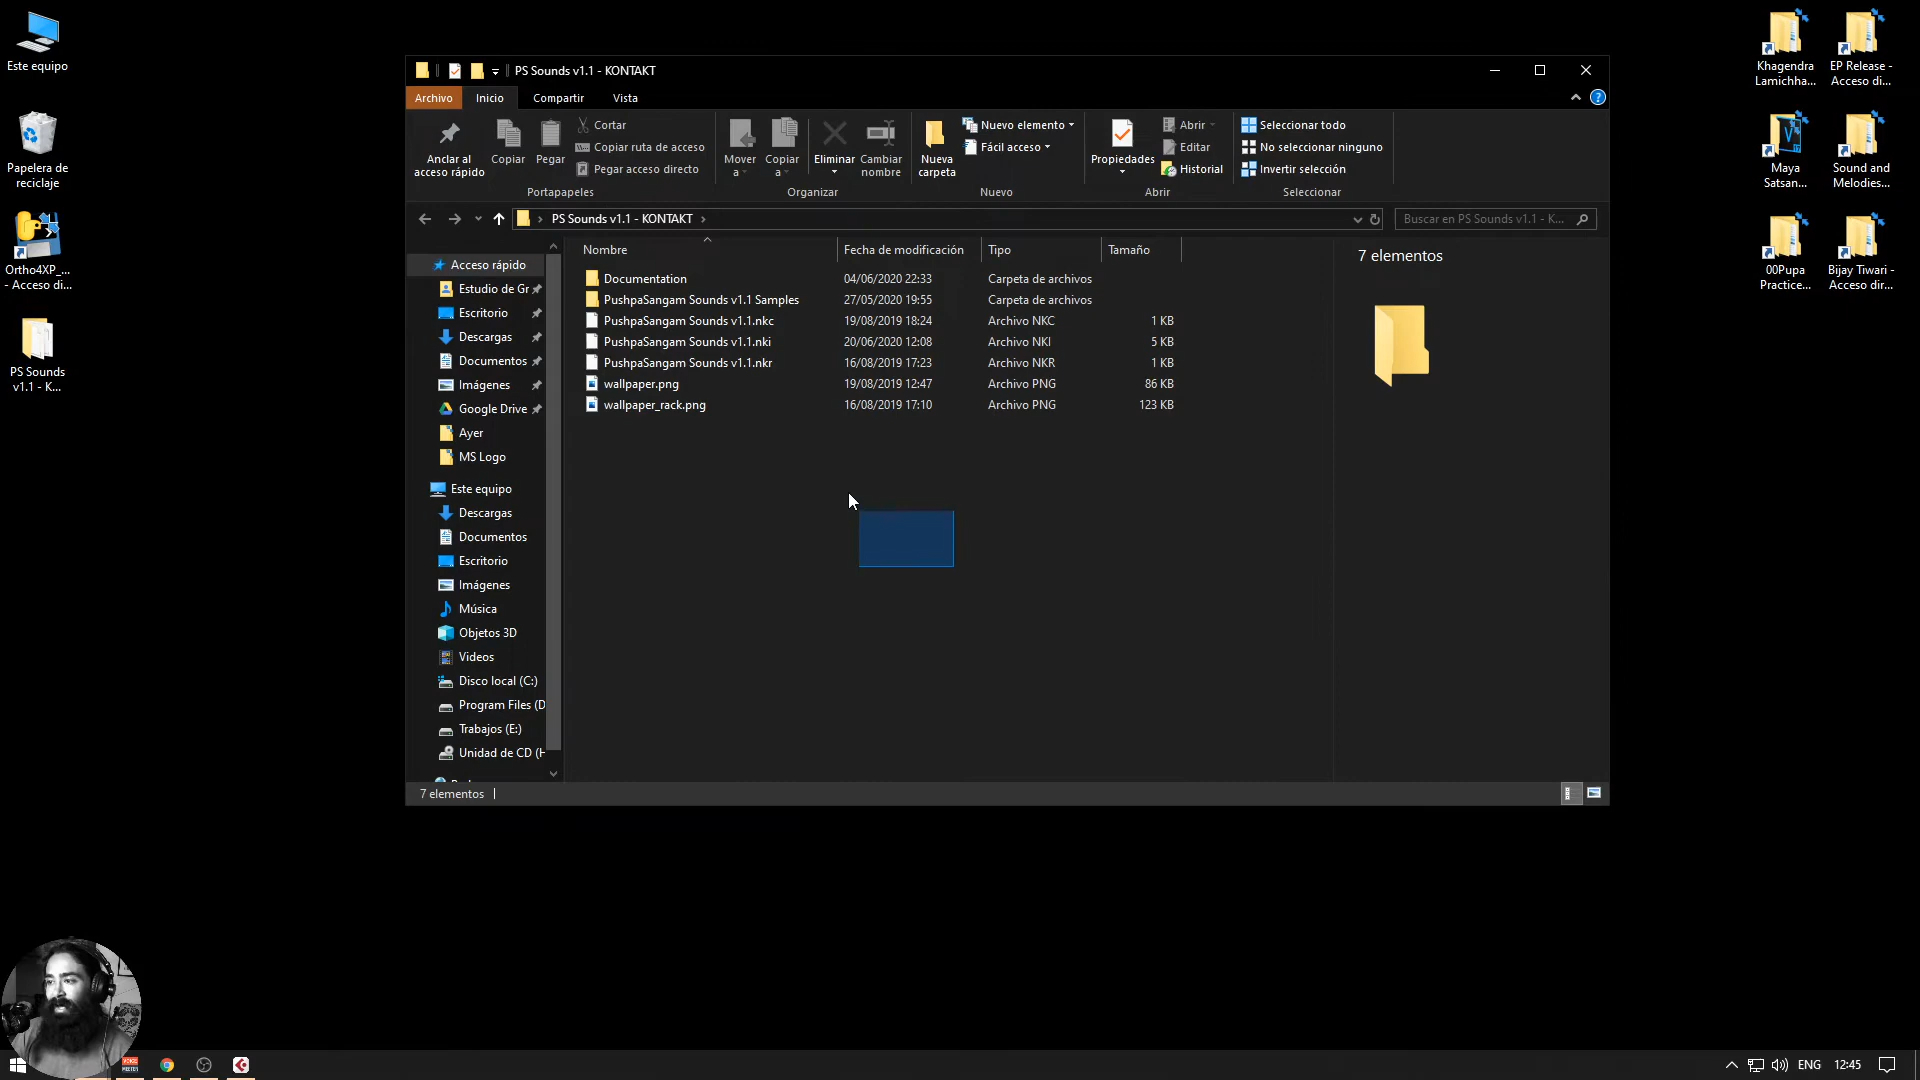 Este equipo
Papelera de
reciclaje
Ortho4XP_...
- Acceso di...
PS Sounds
v1.1 - K...
PS Sounds v1.1 - KONTAKT
Archivo
Inicio
Compartir
Vista
Anclar al
acceso rápido
Copiar
Pegar
Cortar
Copiar ruta de acceso
Pegar acceso directo
Portapapeles
Mover
a
Copiar
a
Eliminar
Cambiar
nombre
Organizar
Nueva
carpeta
Nuevo elemento
Fácil acceso
Nuevo
Propiedades
Abrir
Editar
Historial
Abrir
Seleccionar todo
No seleccionar ninguno
Invertir selección
Seleccionar
PS Sounds v1.1 - KONTAKT
Buscar en PS Sounds v1.1 - K...
Acceso rápido
Estudio de Gr
Escritorio
Descargas
Documentos
Imágenes
Google Drive
Ayer
MS Logo
Este equipo
Descargas
Documentos
Escritorio
Imágenes
Música
Objetos 3D
Videos
Disco local (C:)
Program Files (D
Trabajos (E:)
Unidad de CD (H
Nombre Fecha de modificación Tipo Tamaño
Documentation 04/06/2020 22:33 Carpeta de archivos
PushpaSangam Sounds v1.1 Samples 27/05/2020 19:55 Carpeta de archivos
PushpaSangam Sounds v1.1.nkc 19/08/2019 18:24 Archivo NKC 1 KB
PushpaSangam Sounds v1.1.nki 20/06/2020 12:08 Archivo NKI 5 KB
PushpaSangam Sounds v1.1.nkr 16/08/2019 17:23 Archivo NKR 1 KB
wallpaper.png 19/08/2019 12:47 Archivo PNG 86 KB
wallpaper_rack.png 16/08/2019 17:10 Archivo PNG 123 KB
7 elementos
7 elementos
Khagendra
Lamichha...
EP Release -
Acceso di...
Maya
Satsan...
Sound and
Melodies...
00Pupa
Practice...
Bijay Tiwari -
Acceso dir...
ENG
12:45